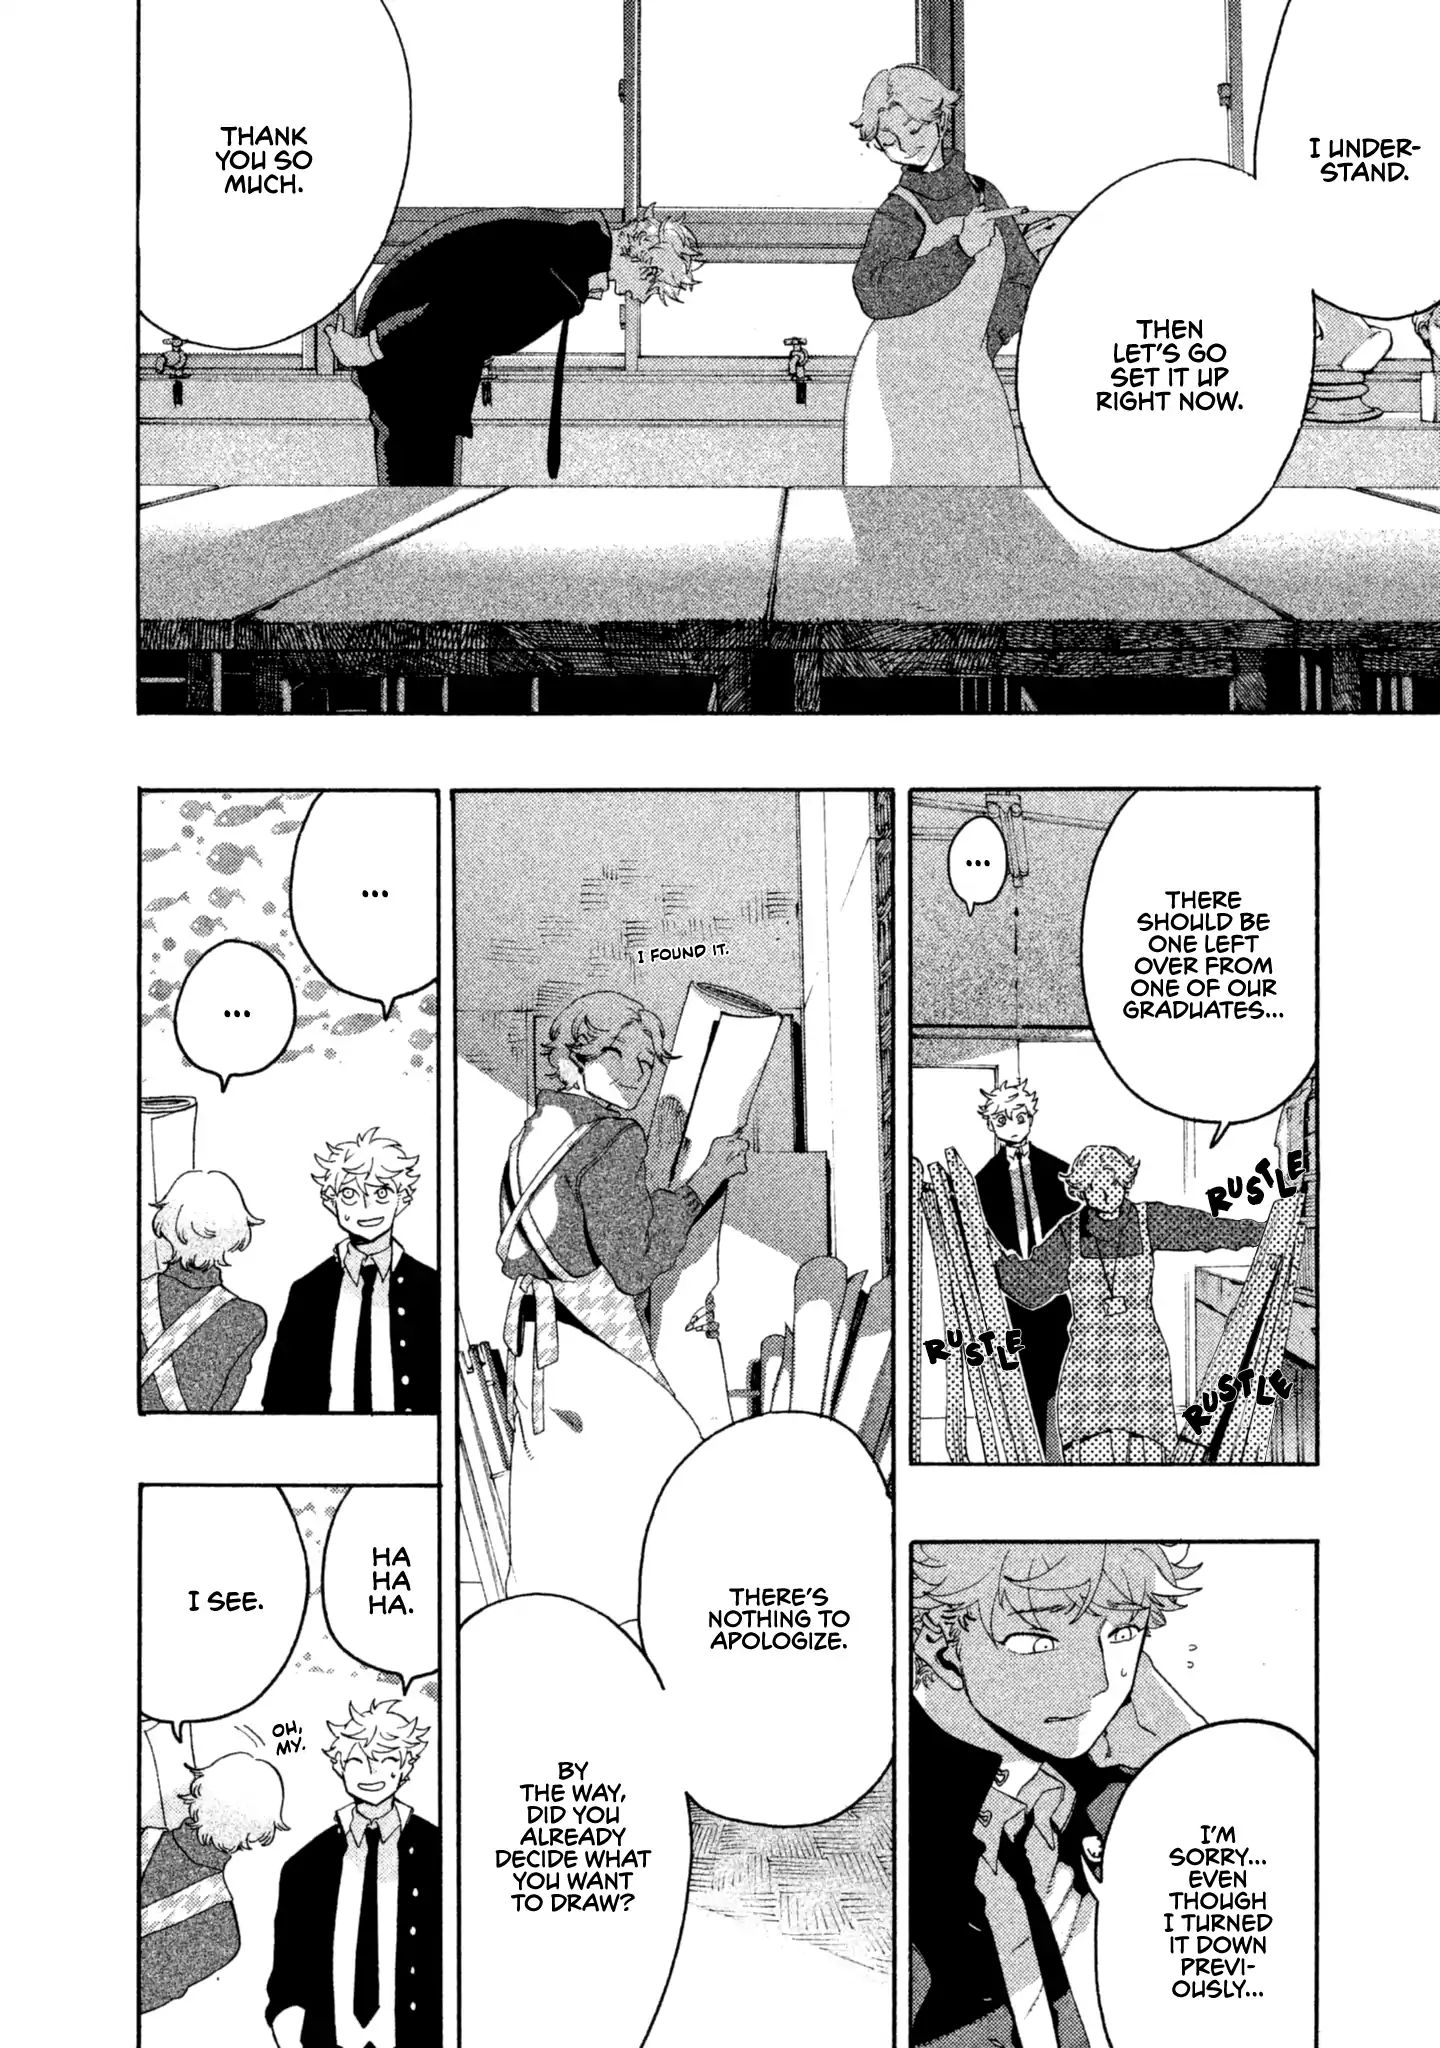 I UNDER-
STAND.
THEN
LET'S GO
SET IT UP
RIGHT NOW.
THANK
YOU SO
MUCH.
THERE
SHOULD BE
ONE LEFT
OVER FROM
ONE OF OUR
GRADUATES...
...
RUSTLE
RUSTLE
RUSTLE
I'M
SORRY...
EVEN
THOUGH
I TURNED
IT DOWN
PREVI-
OUSLY...
I FOUND IT.
THERE'S
NOTHING TO
APOLOGIZE.
BY
THE WAY,
DID YOU
ALREADY
DECIDE WHAT
YOU WANT
TO DRAW?
...
...
HA
HA
HA.
I SEE.
OH,
MY.